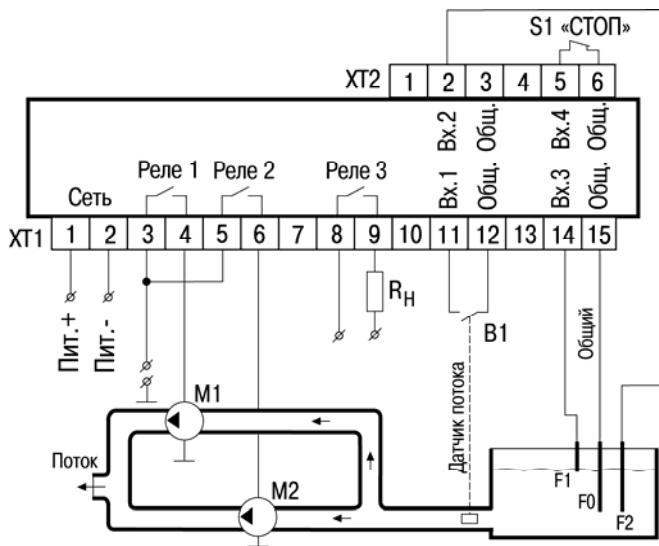 S1 «СТОП»
XT2 1 2 3 4 5 6
Вх.2 Общ. Вх.4 Общ.
Реле 1 Реле 2 Реле 3
Вх.1 Общ. Вх.3 Общ.
Сеть
XT1 1 2 3 4 5 6 7 8 9 10 11 12 13 14 15
Пит.+
Пит.-
RН
B1
Датчик потока
Общий
M1
Поток
M2
F1
F0
F2